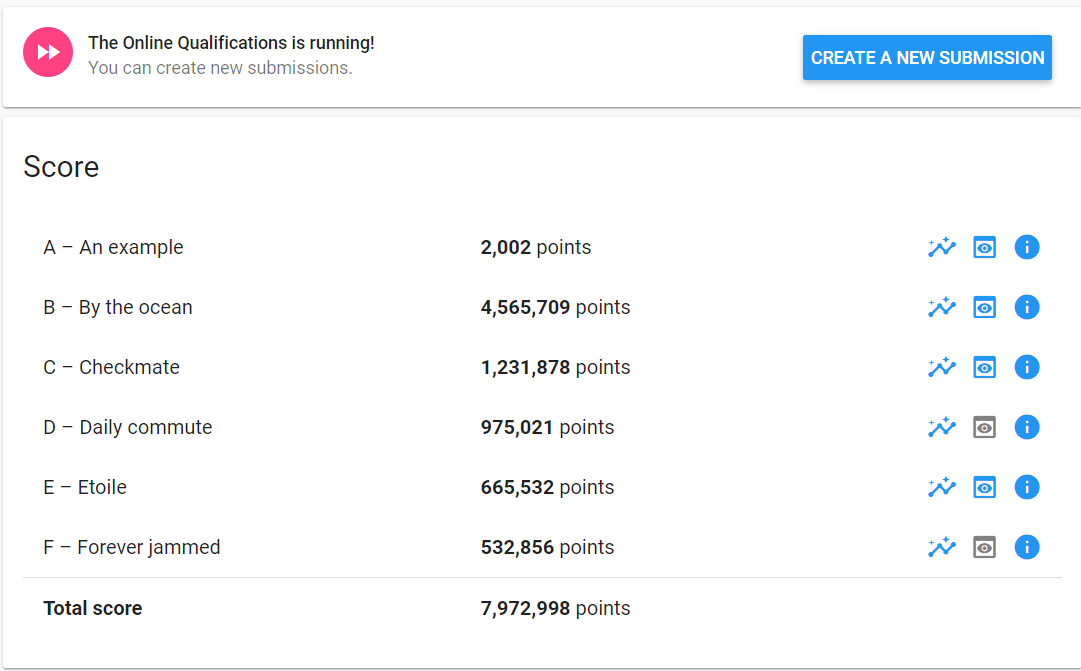 The Online Qualifications is running!
You can create new submissions.
CREATE A NEW SUBMISSION
Score
A – An example 2,002 points
B – By the ocean 4,565,709 points
C – Checkmate 1,231,878 points
D – Daily commute 975,021 points
E – Etoile 665,532 points
F – Forever jammed 532,856 points
Total score 7,972,998 points